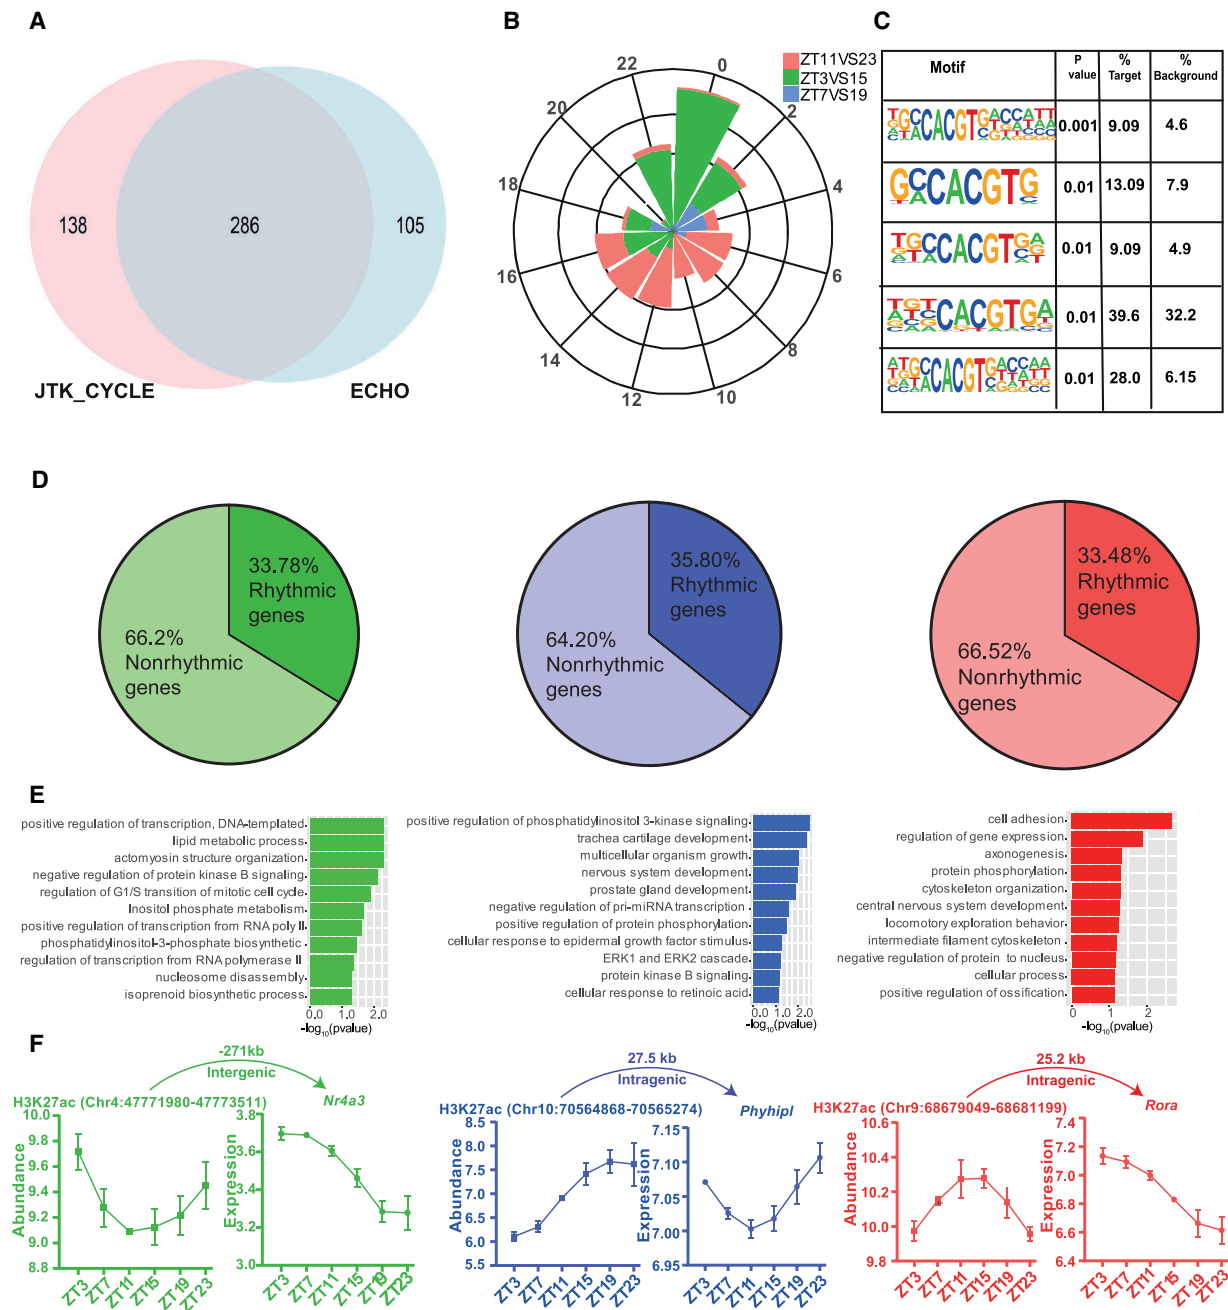 A
138
286
105
JTK_CYCLE
ECHO
B
ZT11VS23
ZT3VS15
ZT7VS19
0
2
4
6
8
10
12
14
16
18
20
22
C
Motif
P value
% Target
% Background
0.001
9.09
4.6
0.01
13.09
7.9
0.01
9.09
4.9
0.01
39.6
32.2
0.01
28.0
6.15
D
33.78%
Rhythmic
genes
66.2%
Nonrhythmic
genes
35.80%
Rhythmic
genes
64.20%
Nonrhythmic
genes
33.48%
Rhythmic
genes
66.52%
Nonrhythmic
genes
E
positive regulation of transcription, DNA-templated
lipid metabolic process
actomyosin structure organization
negative regulation of protein kinase B signaling
regulation of G1/S transition of mitotic cell cycle
Inositol phosphate metabolism
positive regulation of transcription from RNA poly II
phosphatidylinositol-3-phosphate biosynthetic
regulation of transcription from RNA polymerase II
nucleosome disassembly
isoprenoid biosynthetic process
0.0 1.0 2.0
-log10(pvalue)
positive regulation of phosphatidylinositol 3-kinase signaling
trachea cartilage development
multicellular organism growth
nervous system development
prostate gland development
negative regulation of pri-miRNA transcription
positive regulation of protein phosphorylation
cellular response to epidermal growth factor stimulus
ERK1 and ERK2 cascade
protein kinase B signaling
cellular response to retinoic acid
0.0 1.0 2.0
-log10(pvalue)
cell adhesion
regulation of gene expression
axonogenesis
protein phosphorylation
cytoskeleton organization
central nervous system development
locomotory exploration behavior
intermediate filament cytoskeleton
negative regulation of protein to nucleus
cellular process
positive regulation of ossification
0 1 2
-log10(pvalue)
F
-271kb
Intergenic
H3K27ac (Chr4:47771980-47773511)
Nr4a3
Abundance
10.0
9.8
9.6
9.4
9.2
9.0
8.8
ZT3 ZT7 ZT11 ZT15 ZT19 ZT23
Expression
3.8
3.6
3.4
3.2
3.0
ZT3 ZT7 ZT11 ZT15 ZT19 ZT23
27.5 kb
Intragenic
H3K27ac (Chr10:70564868-70565274)
Phyhipl
Abundance
8.5
8.0
7.5
7.0
6.5
6.0
5.5
ZT3 ZT7 ZT11 ZT15 ZT19 ZT23
Expression
7.15
7.10
7.05
7.00
6.95
ZT3 ZT7 ZT11 ZT15 ZT19 ZT23
25.2 kb
Intragenic
H3K27ac (Chr9:68679049-68681199)
Rora
Abundance
10.6
10.4
10.2
10.0
9.8
ZT3 ZT7 ZT11 ZT15 ZT19 ZT23
Expression
7.4
7.2
7.0
6.8
6.6
6.4
ZT3 ZT7 ZT11 ZT15 ZT19 ZT23